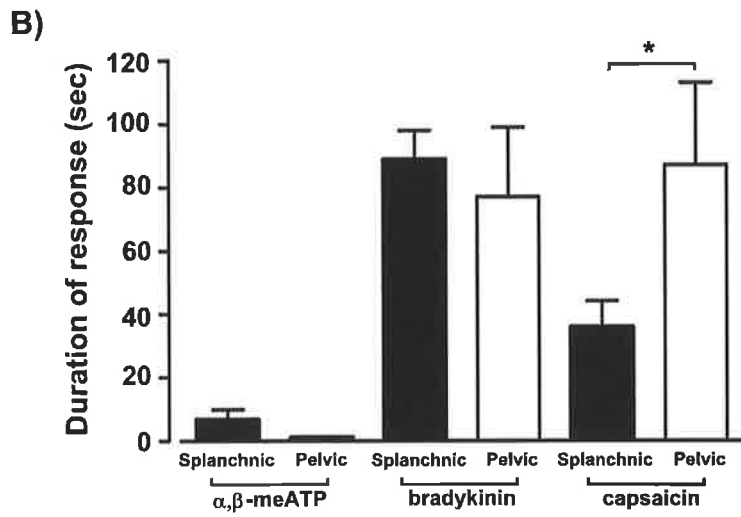 B)
Duration of response (sec)
120
100
80
60
40
20
0
*
Splanchnic Pelvic Splanchnic Pelvic Splanchnic Pelvic
α,β-meATP bradykinin capsaicin